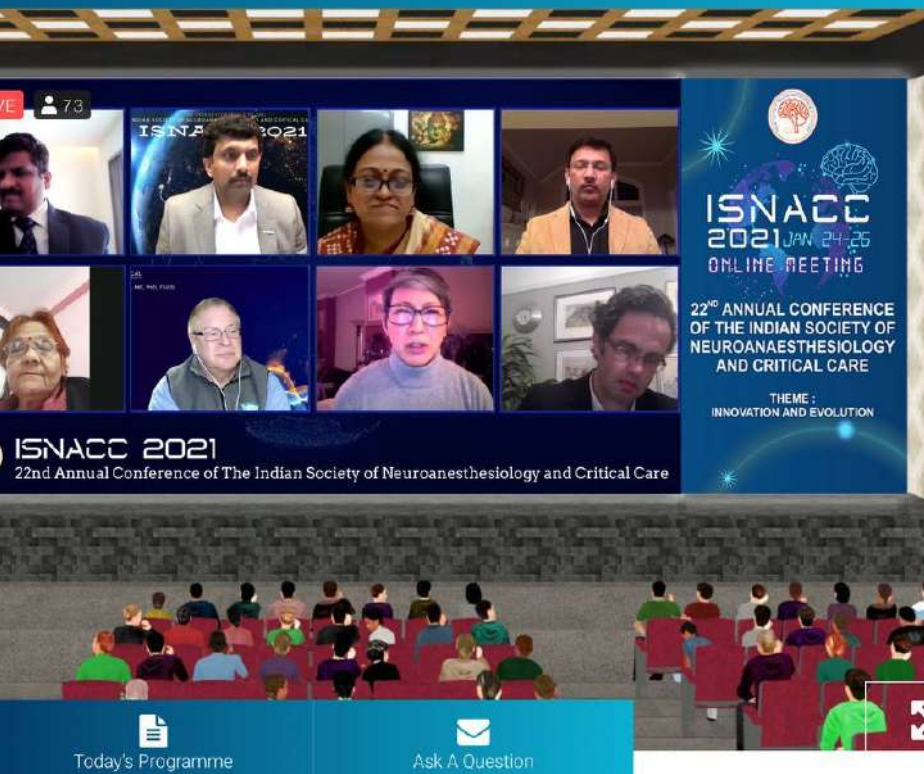 VE 73
ISNA 2021
ISNACC
2021 JAN 24-26
ONLINE MEETING
22ND ANNUAL CONFERENCE
OF THE INDIAN SOCIETY OF
NEUROANAESTHESIOLOGY
AND CRITICAL CARE
THEME :
INNOVATION AND EVOLUTION
ISNACC 2021
22nd Annual Conference of The Indian Society of Neuroanesthesiology and Critical Care
Today's Programme
Ask A Question